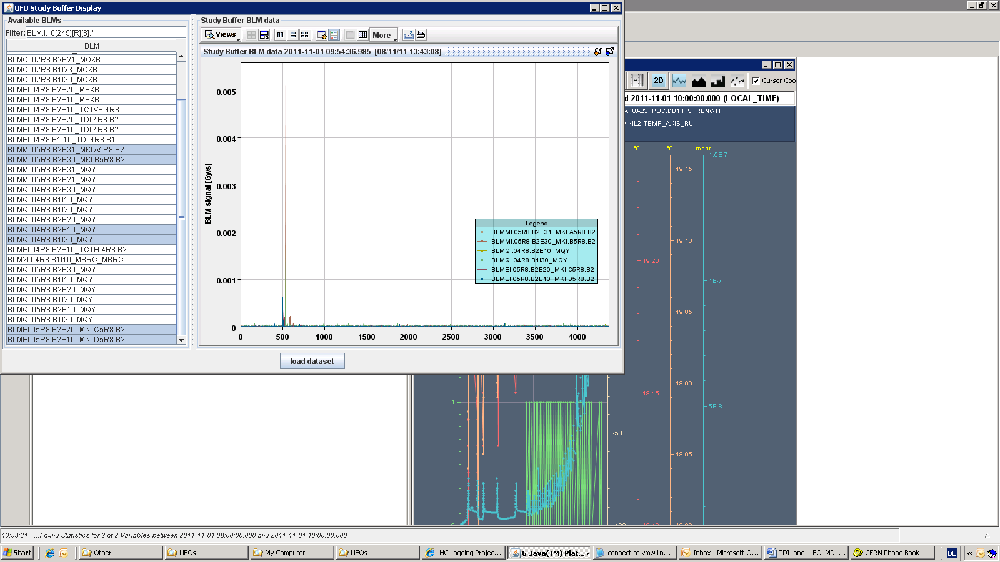 UFO Study Buffer Display
Available BLMs
Filter: BLM.I.*0[245][R][8].*
BLM
BLMQI.02R8.B2E21_MQXB
BLMQI.02R8.B1I23_MQXB
BLMQI.02R8.B1I30_MQXB
BLMEI.04R8.B2E20_MBXB
BLMEI.04R8.B2E10_MBXB
BLMEI.04R8.B2E10_TCTVB.4R8
BLMEI.04R8.B2E20_TDI.4R8.B2
BLMEI.04R8.B2E10_TDI.4R8.B2
BLMEI.04R8.B1I10_TDI.4R8.B1
BLMMI.05R8.B2E31_MKI.A5R8.B2
BLMMI.05R8.B2E30_MKI.B5R8.B2
BLMMI.05R8.B2E31_MQY
BLMMI.05R8.B2E21_MQY
BLMQI.04R8.B2E30_MQY
BLMQI.04R8.B1I10_MQY
BLMQI.04R8.B1I20_MQY
BLMQI.04R8.B2E20_MQY
BLMQI.04R8.B2E10_MQY
BLMQI.04R8.B1I30_MQY
BLMEI.04R8.B2E10_TCTH.4R8.B2
BLM2I.04R8.B1I10_MBRC_MBRC
BLMQI.05R8.B2E30_MQY
BLMQI.05R8.B1I10_MQY
BLMQI.05R8.B2E20_MQY
BLMQI.05R8.B1I20_MQY
BLMQI.05R8.B2E10_MQY
BLMQI.05R8.B1I30_MQY
BLMEI.05R8.B2E20_MKI.C5R8.B2
BLMEI.05R8.B2E10_MKI.D5R8.B2
Study Buffer BLM data
Views
More
Study Buffer BLM data 2011-11-01 09:54:36.985 [08/11/11 13:43:08]
BLM signal [Gy/s]
0.005
0.004
0.003
0.002
0.001
0
0 500 1000 1500 2000 2500 3000 3500 4000
Legend
BLMMI.05R8.B2E31_MKI.A5R8.B2
BLMMI.05R8.B2E30_MKI.B5R8.B2
BLMQI.04R8.B2E10_MQY
BLMQI.04R8.B1I30_MQY
BLMEI.05R8.B2E20_MKI.C5R8.B2
BLMEI.05R8.B2E10_MKI.D5R8.B2
load dataset
2D
Cursor Coo
d 2011-11-01 10:00:00.000 (LOCAL_TIME)
KI.UA23.IPOC.DB1:I_STRENGTH
I.4L2:TEMP_AXIS_RU
°C °C mbar
1.5E-7
19.15
19.10
19.20
1E-7
19.05
19.00
19.15
5E-8
18.95
1
-50
13:38:21 - ...Found Statistics for 2 of 2 Variables between 2011-11-01 08:00:00.000 and 2011-11-01 10:00:00.000
Start
Other
UFOs
My Computer
UFOs
LHC Logging Projec...
6 Java(TM) Plat...
connect to vmw lin...
Inbox - Microsoft O...
TDI_and_UFO_MD_...
CERN Phone Book
DE